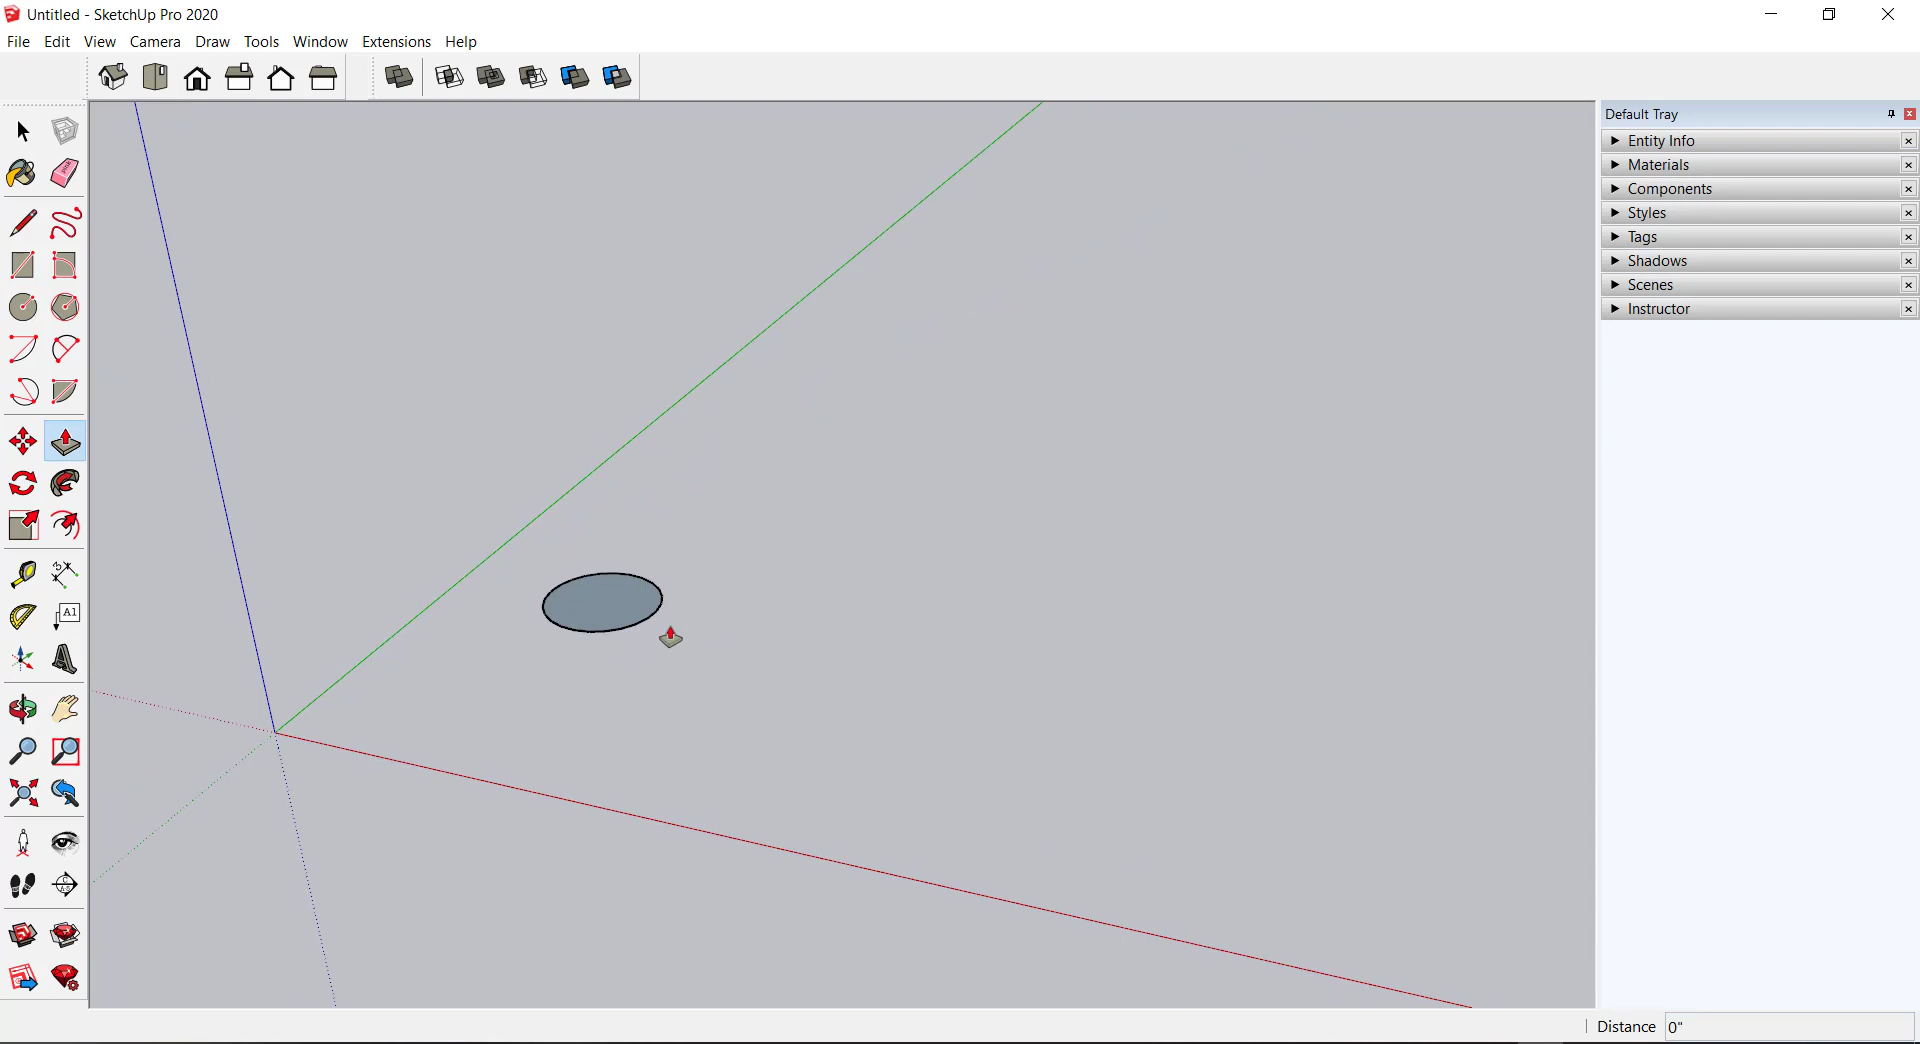 Untitled - SketchUp Pro 2020
File Edit View Camera Draw Tools Window Extensions Help
Default Tray
Entity Info
Materials
Components
Styles
Tags
Shadows
Scenes
Instructor
A1
Distance 0"